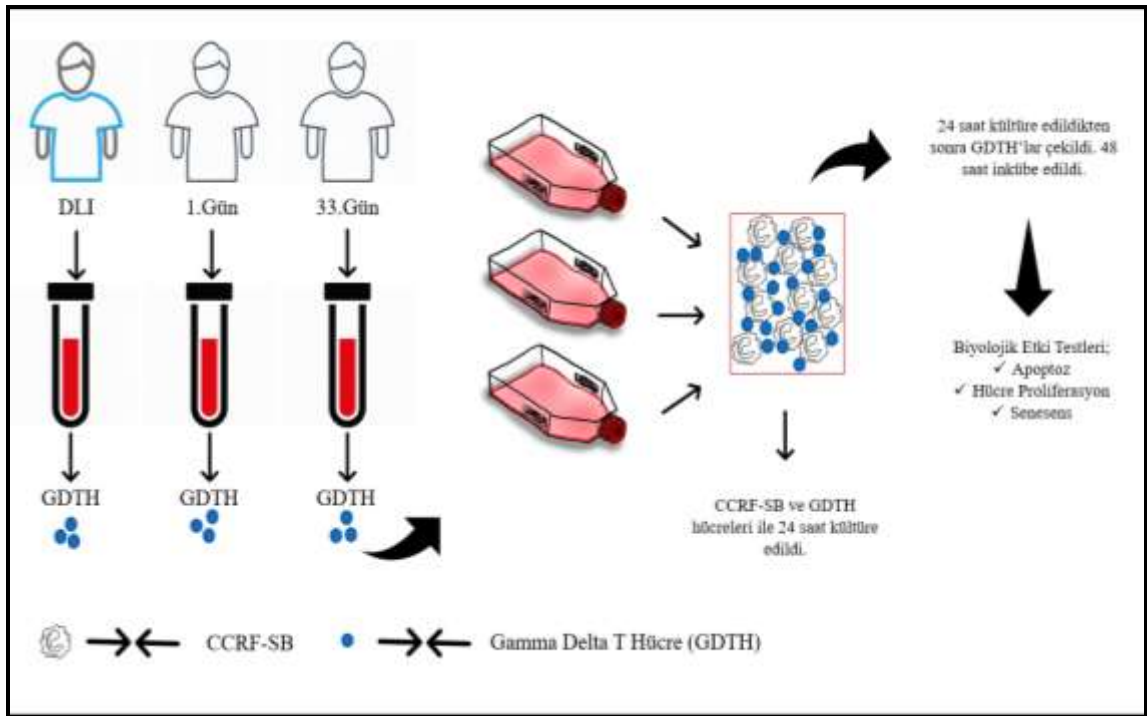 DLI
1.Gün
33.Gün
GDTH
GDTH
GDTH
24 saat kültüre edildikten
sonra GDTH'lar çekildi. 48
saat inkübe edildi.
Biyolojik Etki Testleri;
✓ Apoptoz
✓ Hücre Proliferasyon
✓ Senesens
CCRF-SB ve GDTH
hücreleri ile 24 saat kültüre
edildi.
CCRF-SB
Gamma Delta T Hücre (GDTH)